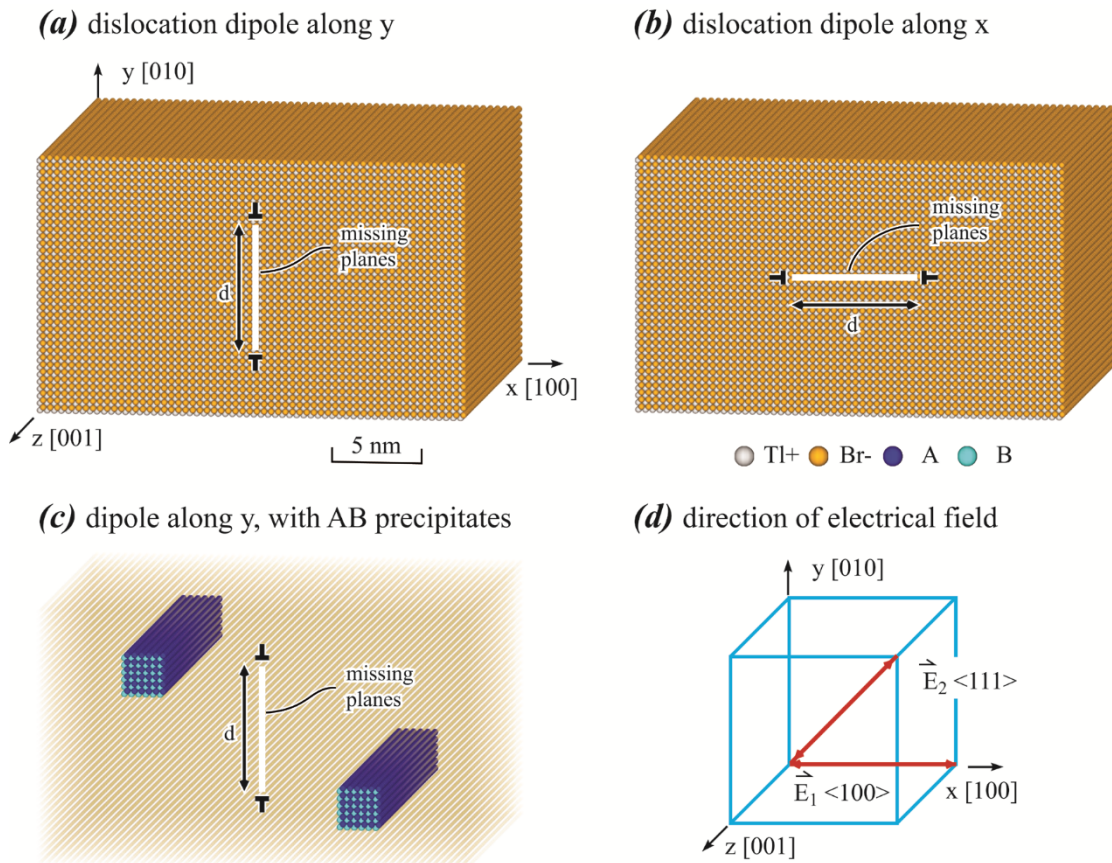 (a) dislocation dipole along y
y [010]
missing
planes
d
x [100]
z [001]
5 nm
(b) dislocation dipole along x
missing
planes
d
Tl+ Br- A B
(c) dipole along y, with AB precipitates
missing
planes
d
(d) direction of electrical field
y [010]
E₂ <111>
E₁ <100>
x [100]
z [001]